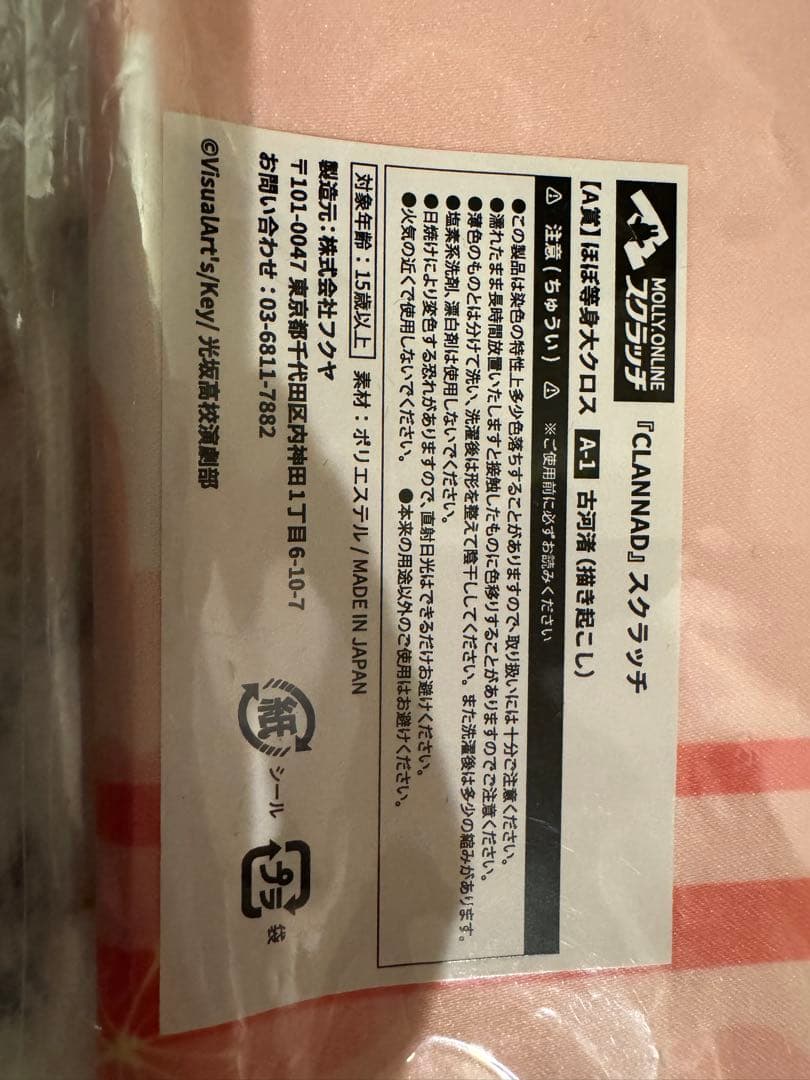 MOLLY.ONLINE
スクラッチ
『CLANNAD』スクラッチ
【A賞】ほぼ等身大クロス A-1 古河渚（描き起こし）
⚠ 注意（ちゅうい） ⚠ ※ご使用前に必ずお読みください
●この製品は染色の特性上多少色落ちすることがありますので、取り扱いには十分ご注意ください。
●濡れたまま長時間放置いたしますと接触したものに色移りすることがありますのでご注意ください。
●薄色のものとは分けて洗い、洗濯後は形を整えて陰干ししてください。また洗濯後は多少の縮みがあります。
●塩素系洗剤、漂白剤は使用しないでください。
●日焼けにより変色する恐れがありますので、直射日光はできるだけお避けください。
●火気の近くで使用しないでください。 ●本来の用途以外のご使用はお避けください。
対象年齢：15歳以上 素材：ポリエステル / MADE IN JAPAN
製造元：株式会社フクヤ
〒101-0047 東京都千代田区内神田1丁目6-10-7
お問い合わせ：03-6811-7882
©VisualArt's/Key/ 光坂高校演劇部
紙 シール
プラ 袋